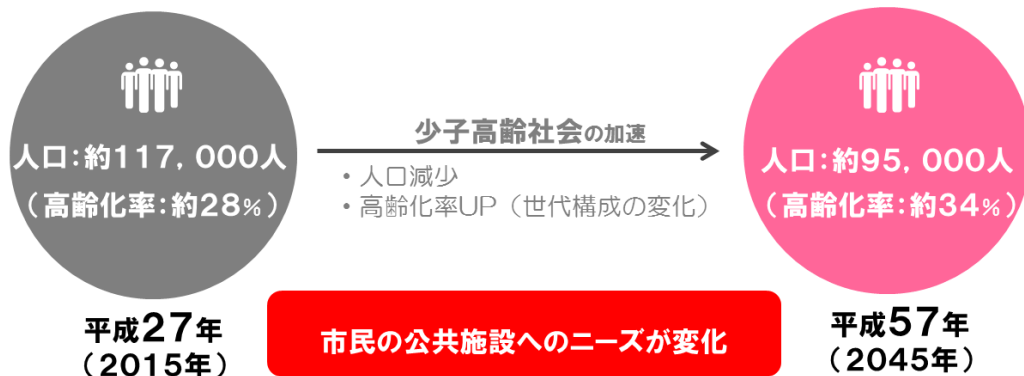 人口:約117,000人
(高齢化率:約28%)
平成27年
(2015年)
少子高齢社会の加速
・人口減少
・高齢化率UP(世代構成の変化)
市民の公共施設へのニーズが変化
人口:約95,000人
(高齢化率:約34%)
平成57年
(2045年)